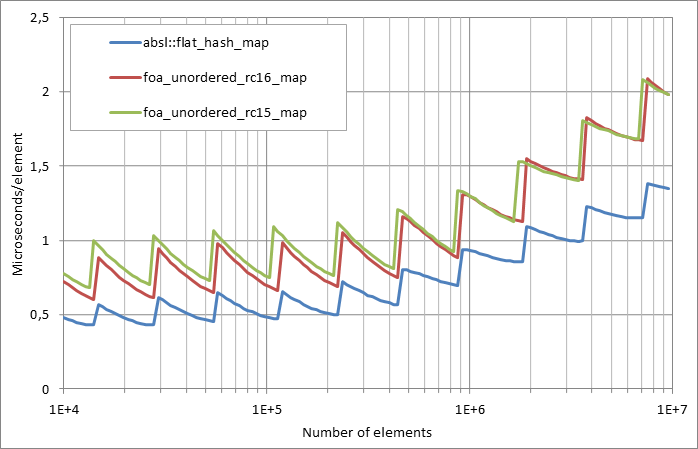 2,5
2
1,5
1
0,5
0
Microseconds/element
absl::flat_hash_map
foa_unordered_rc16_map
foa_unordered_rc15_map
1E+4
1E+5
1E+6
1E+7
Number of elements